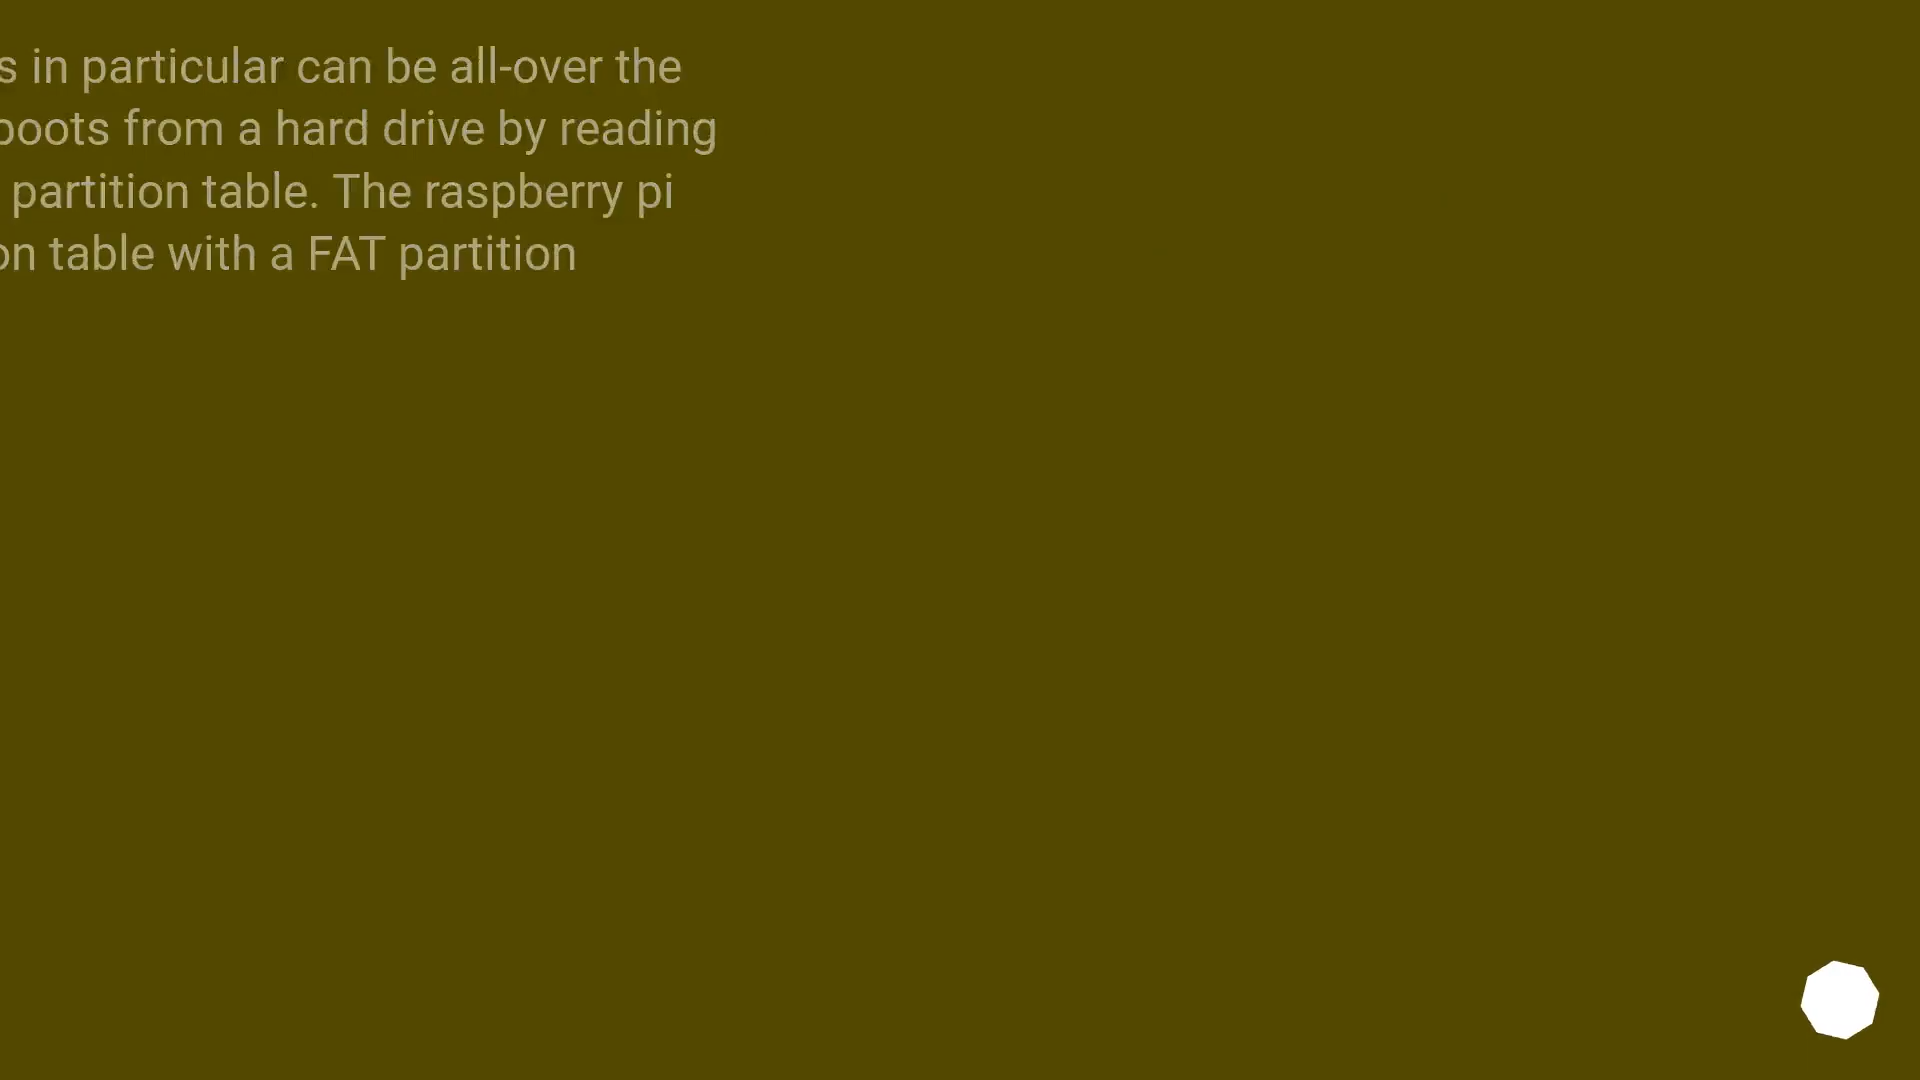 s in particular can be all-over the
boots from a hard drive by reading
partition table. The raspberry pi
on table with a FAT partition